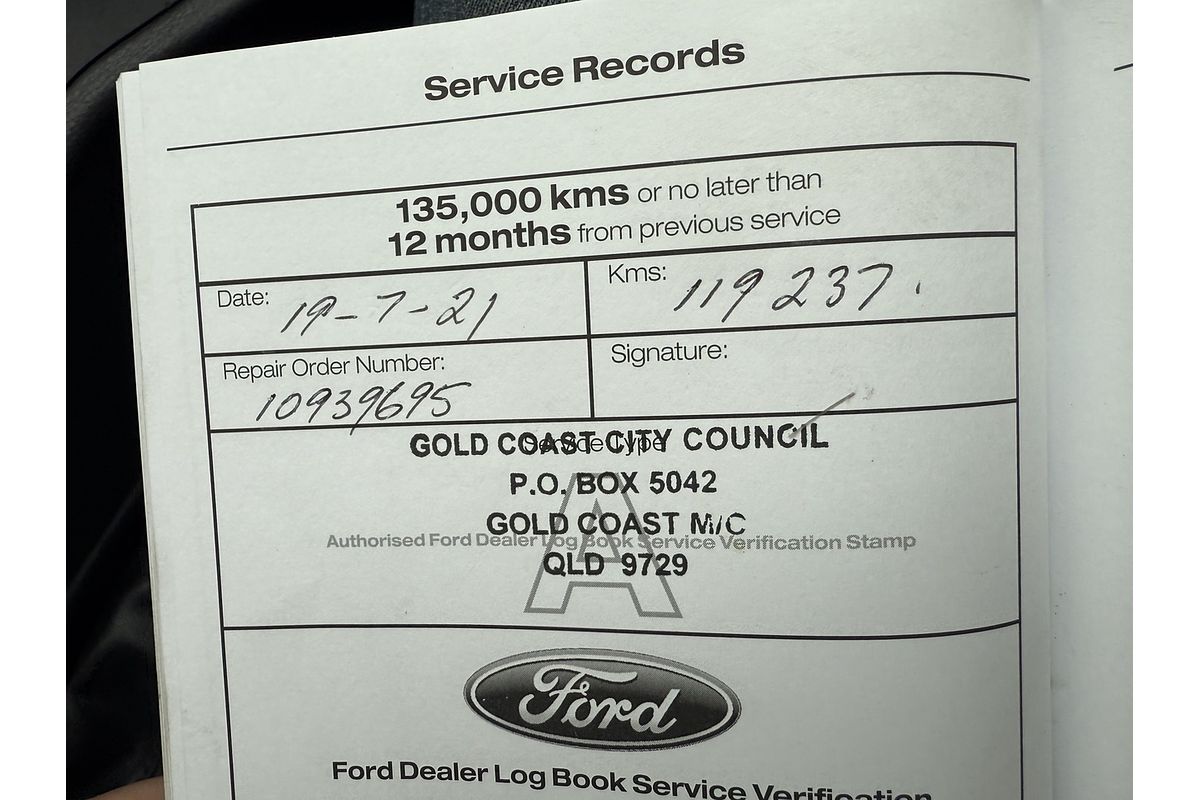 Service Records
135,000 kms or no later than
12 months from previous service
Date: 19-7-21
Kms: 119 237.
Repair Order Number:
10939695
Signature:
Service Type
GOLD COAST CITY COUNCIL
P.O. BOX 5042
GOLD COAST M/C
Authorised Ford Dealer Log Book Service Verification Stamp
A
QLD 9729
Ford
Ford Dealer Log Book Service Verification